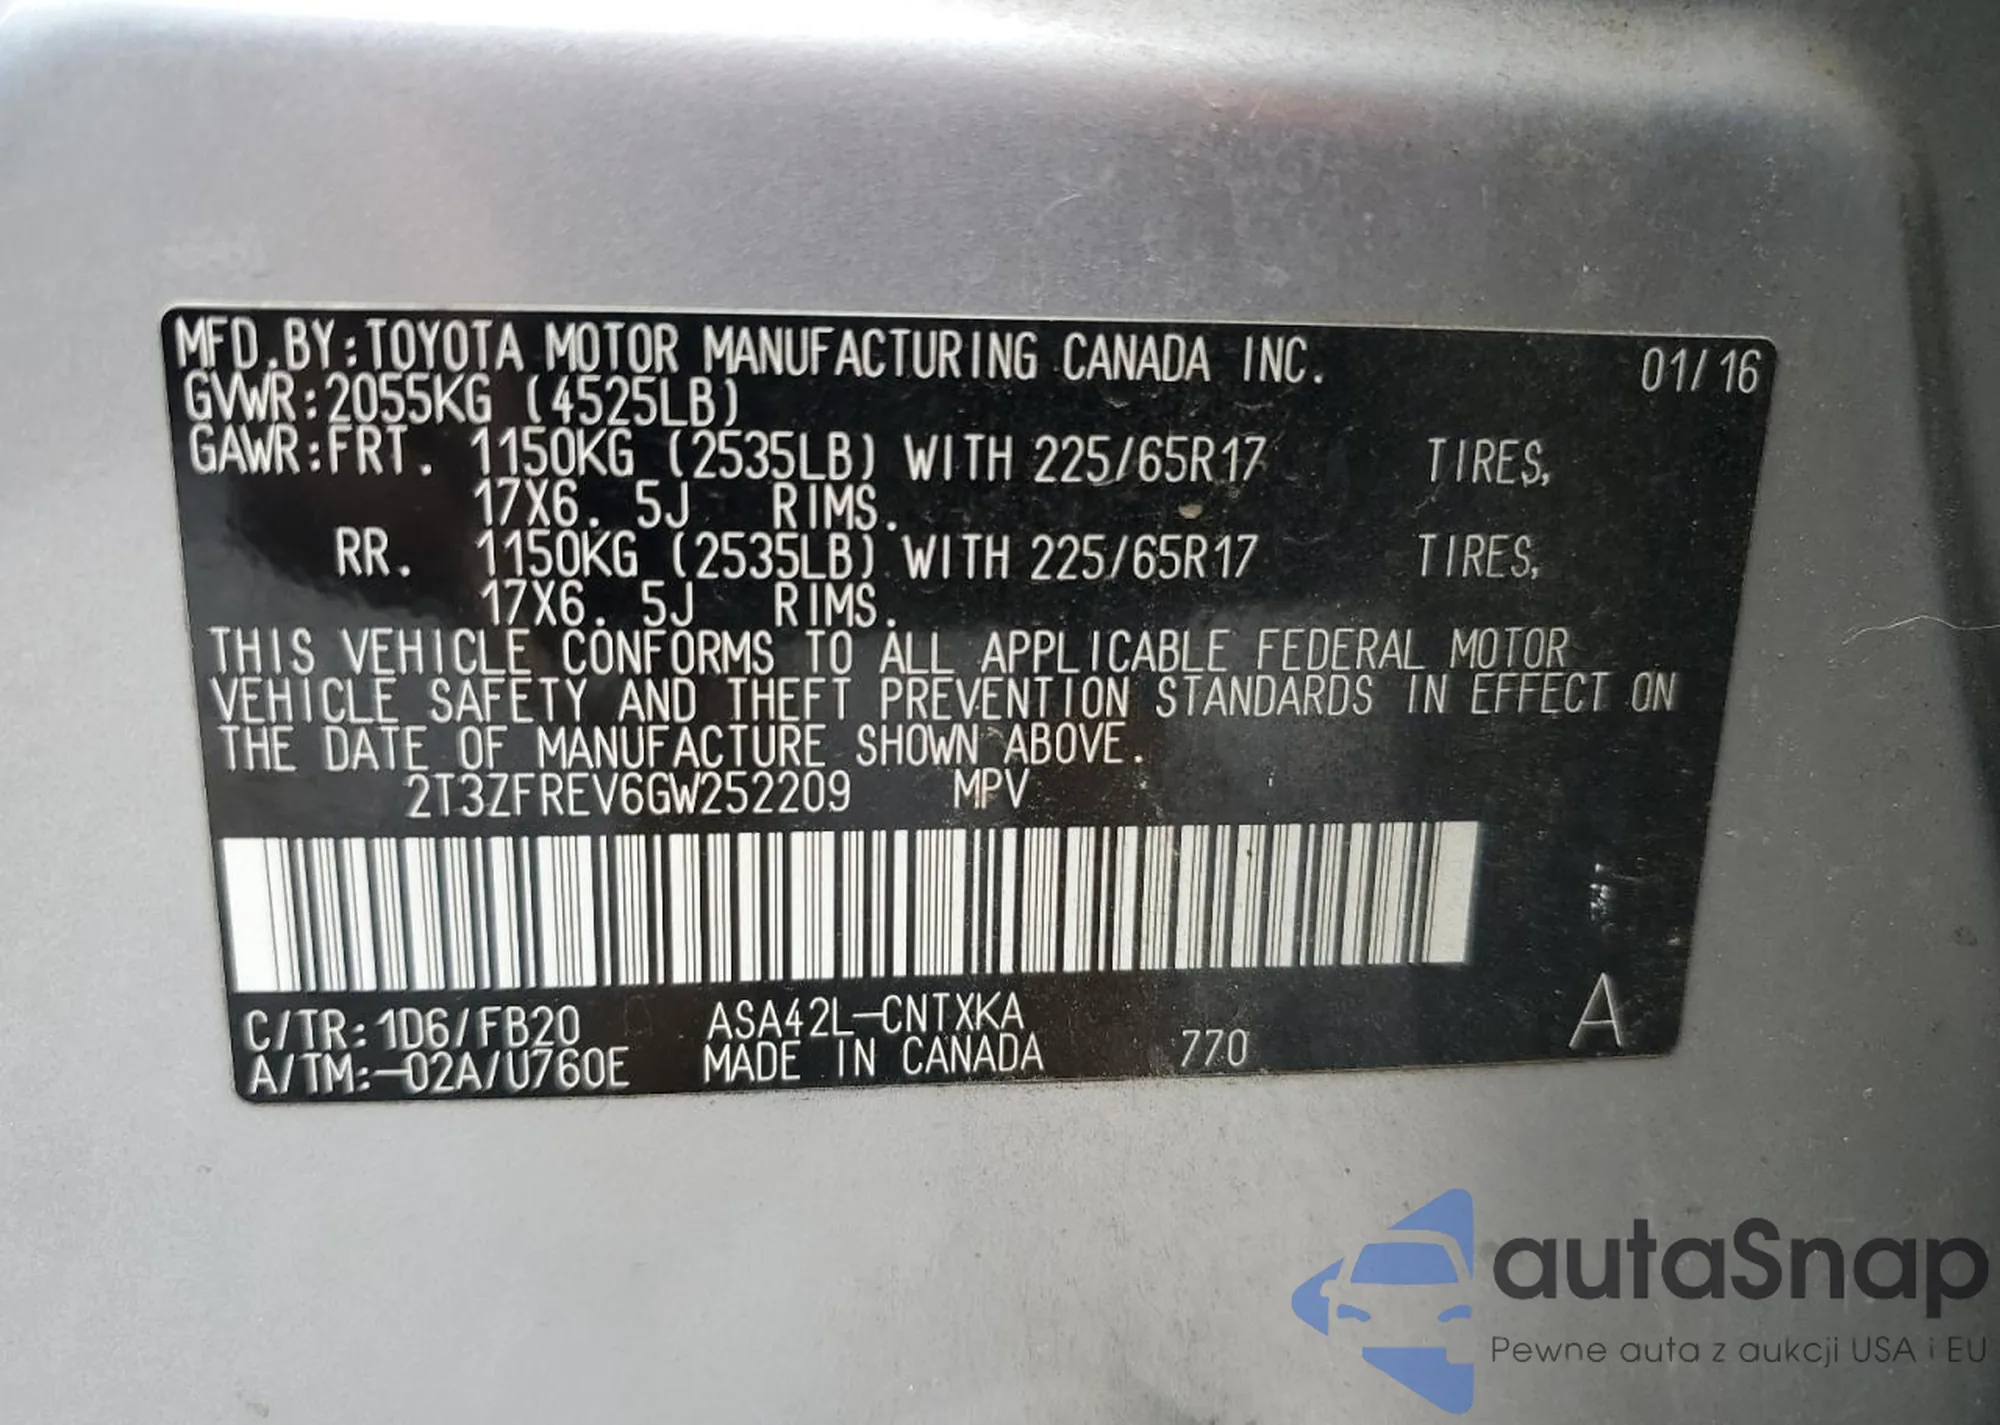 MFD.BY:TOYOTA MOTOR MANUFACTURING CANADA INC. 01/16
GVWR:2055KG (4525LB)
GAWR:FRT. 1150KG (2535LB) WITH 225/65R17 TIRES,
17X6.5J RIMS.
RR. 1150KG (2535LB) WITH 225/65R17 TIRES,
17X6.5J RIMS.
THIS VEHICLE CONFORMS TO ALL APPLICABLE FEDERAL MOTOR
VEHICLE SAFETY AND THEFT PREVENTION STANDARDS IN EFFECT ON
THE DATE OF MANUFACTURE SHOWN ABOVE.
2T3ZFREV6GW252209 MPV
C/TR:1D6/FB20 ASA42L-CNTXKA
A/TM:-02A/U760E MADE IN CANADA 770 A
autaSnap
Pewne auta z aukcji USA i EU